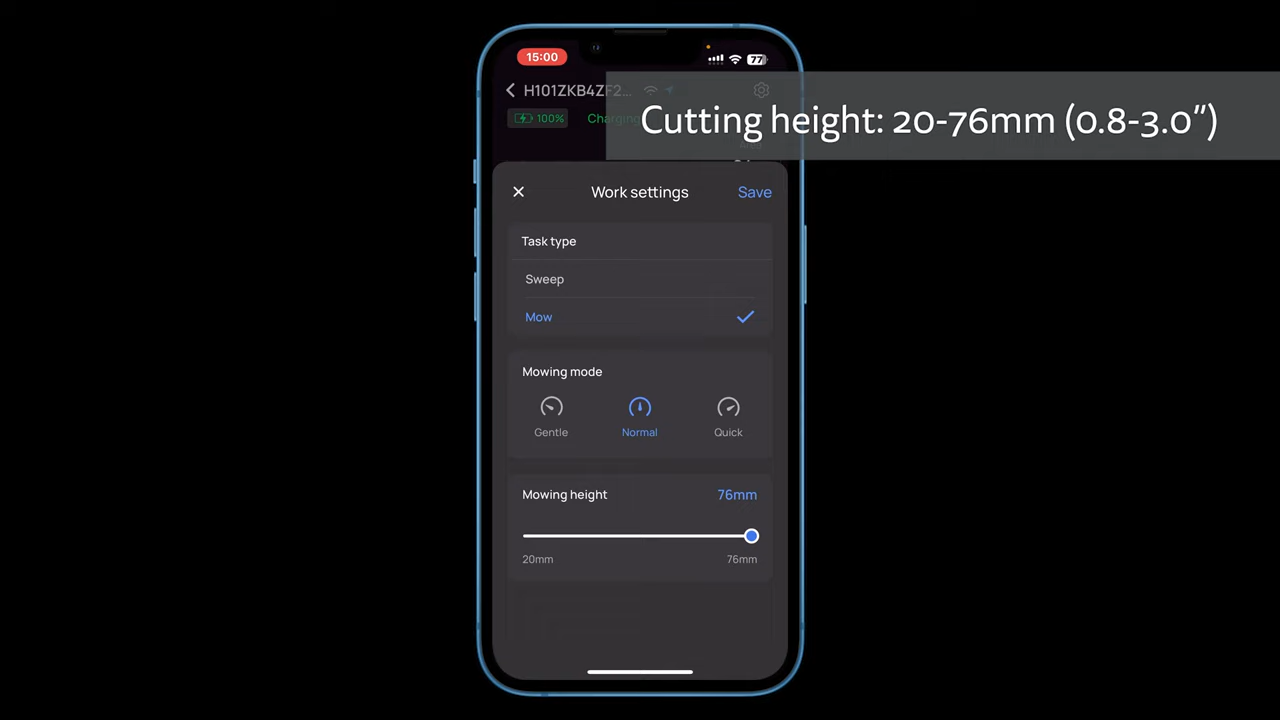 15:00
77
H101ZKB4ZF2...
Cutting height: 20-76mm (0.8-3.0")
100%
Work settings
Save
Task type
Sweep
Mow
Mowing mode
Gentle
Normal
Quick
Mowing height
76mm
20mm
76mm